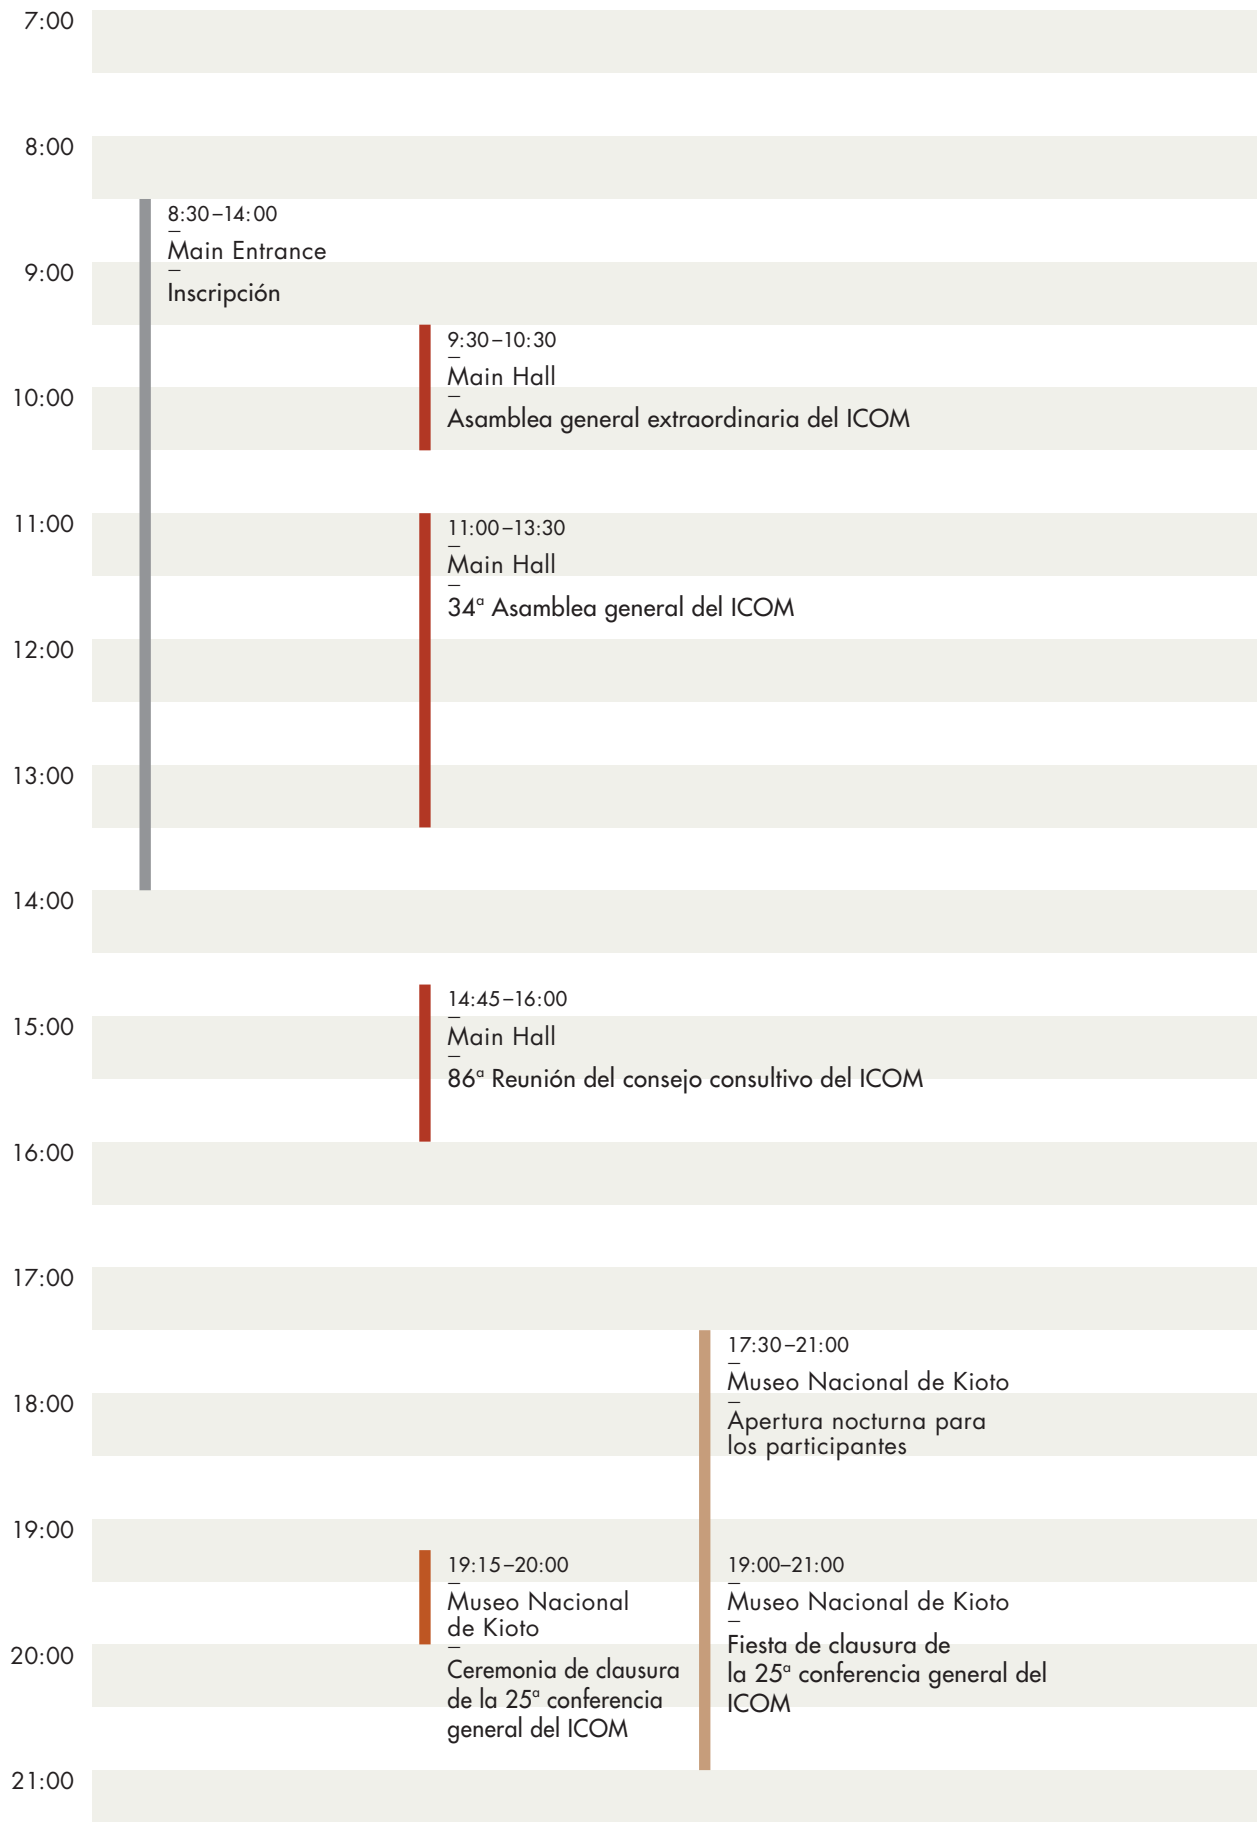 7:00
8:00
8:30–14:00
Main Entrance
9:00
Inscripción
9:30–10:30
Main Hall
10:00
Asamblea general extraordinaria del ICOM
11:00
11:00–13:30
Main Hall
34ª Asamblea general del ICOM
12:00
13:00
14:00
14:45–16:00
15:00
Main Hall
86ª Reunión del consejo consultivo del ICOM
16:00
17:00
17:30–21:00
Museo Nacional de Kioto
18:00
Apertura nocturna para
los participantes
19:00
19:15–20:00
Museo Nacional
de Kioto
Ceremonia de clausura
de la 25ª conferencia
general del ICOM
19:00–21:00
Museo Nacional de Kioto
Fiesta de clausura de
la 25ª conferencia general del
ICOM
20:00
21:00